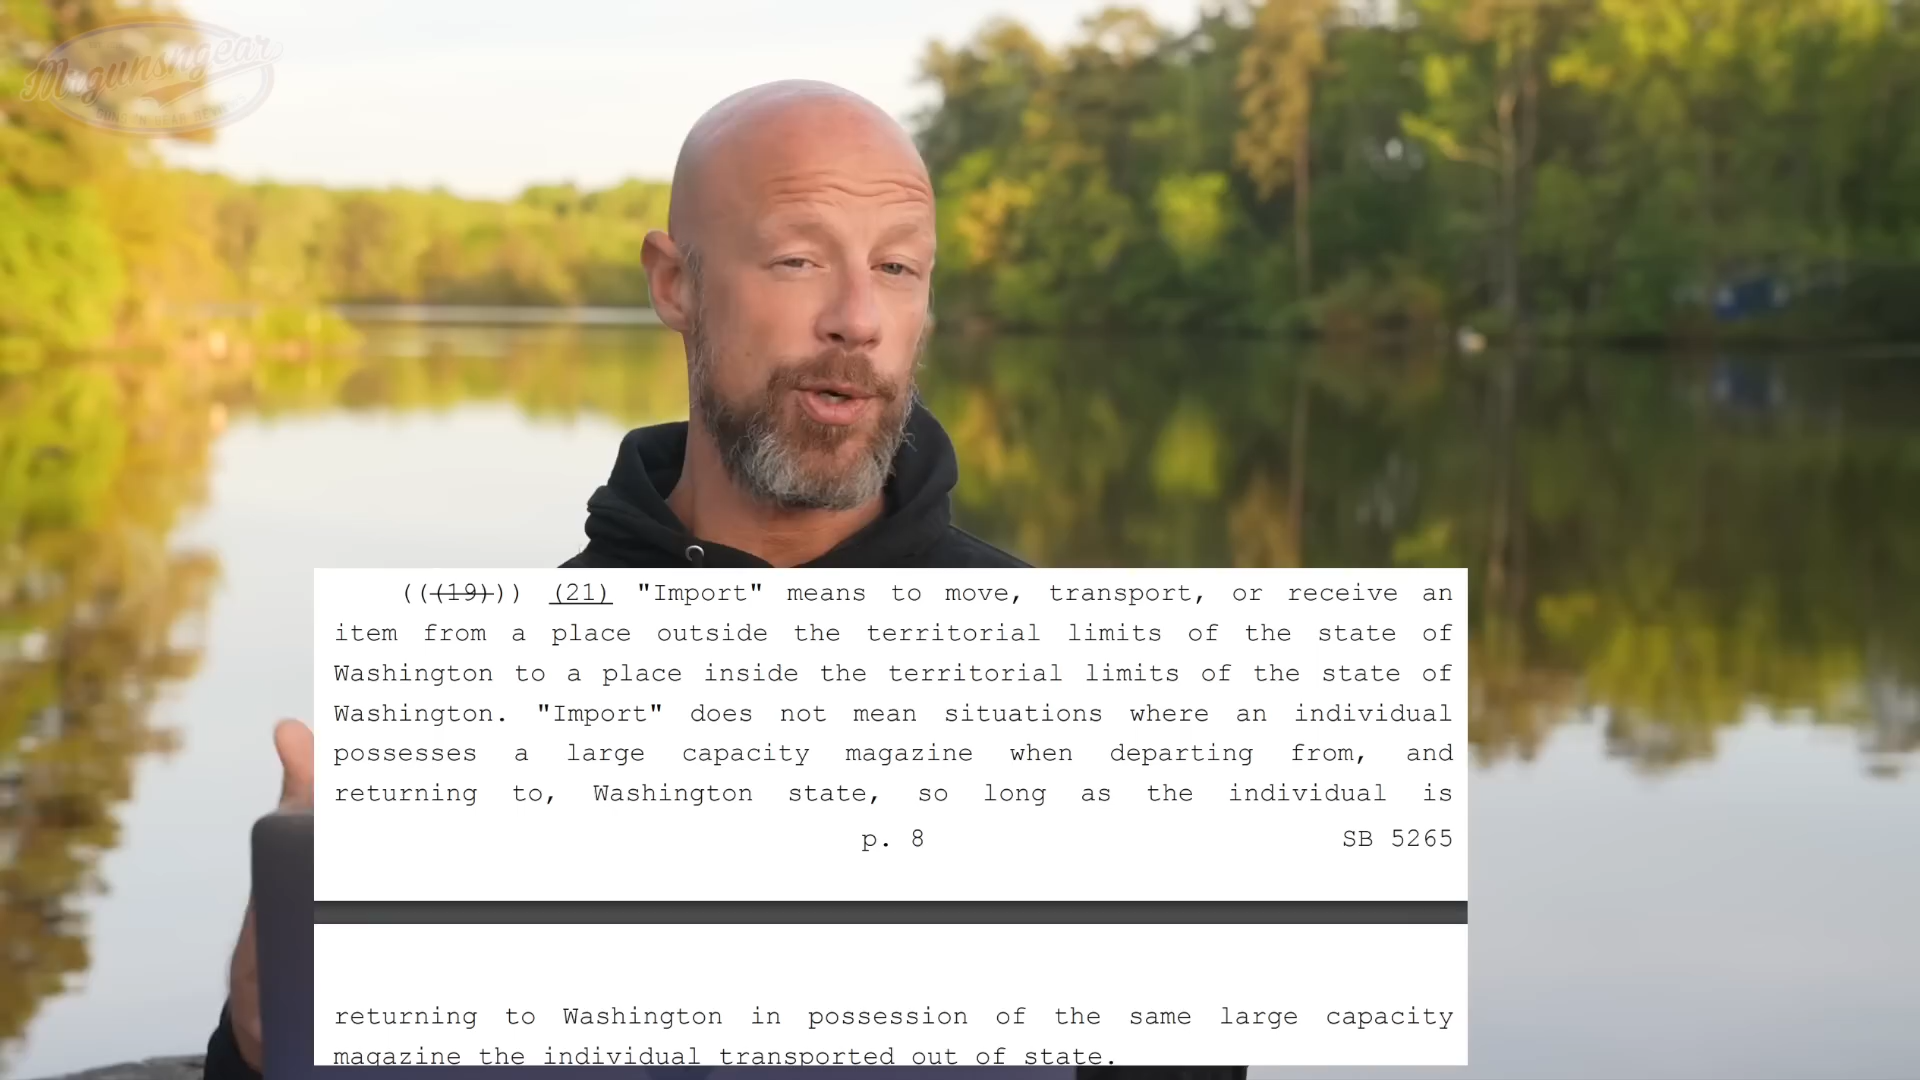 Mrgunsngear
(((19))) (21) "Import" means to move, transport, or receive an
item from a place outside the territorial limits of the state of
Washington to a place inside the territorial limits of the state of
Washington. "Import" does not mean situations where an individual
possesses a large capacity magazine when departing from, and
returning to, Washington state, so long as the individual is
p. 8 SB 5265
returning to Washington in possession of the same large capacity
magazine the individual transported out of state.